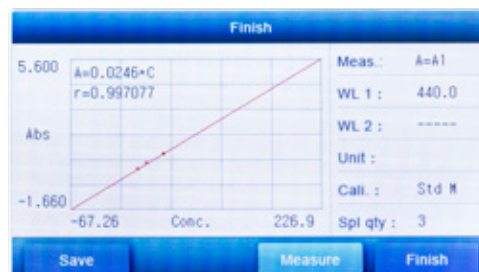 Finish
5.600
A=0.0246*C
r=0.997077
Abs
-1.660
-67.26 Conc. 226.9
Meas.: A=A1
WL 1 : 440.0
WL 2 : -----
Unit :
Cali. : Std M
Spl qty : 3
Save Measure Finish